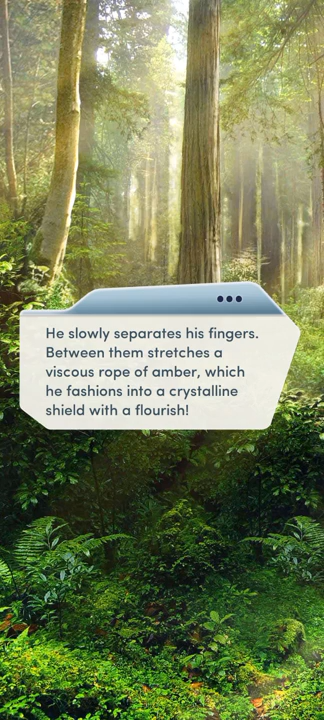 He slowly separates his fingers.
Between them stretches a
viscous rope of amber, which
he fashions into a crystalline
shield with a flourish!